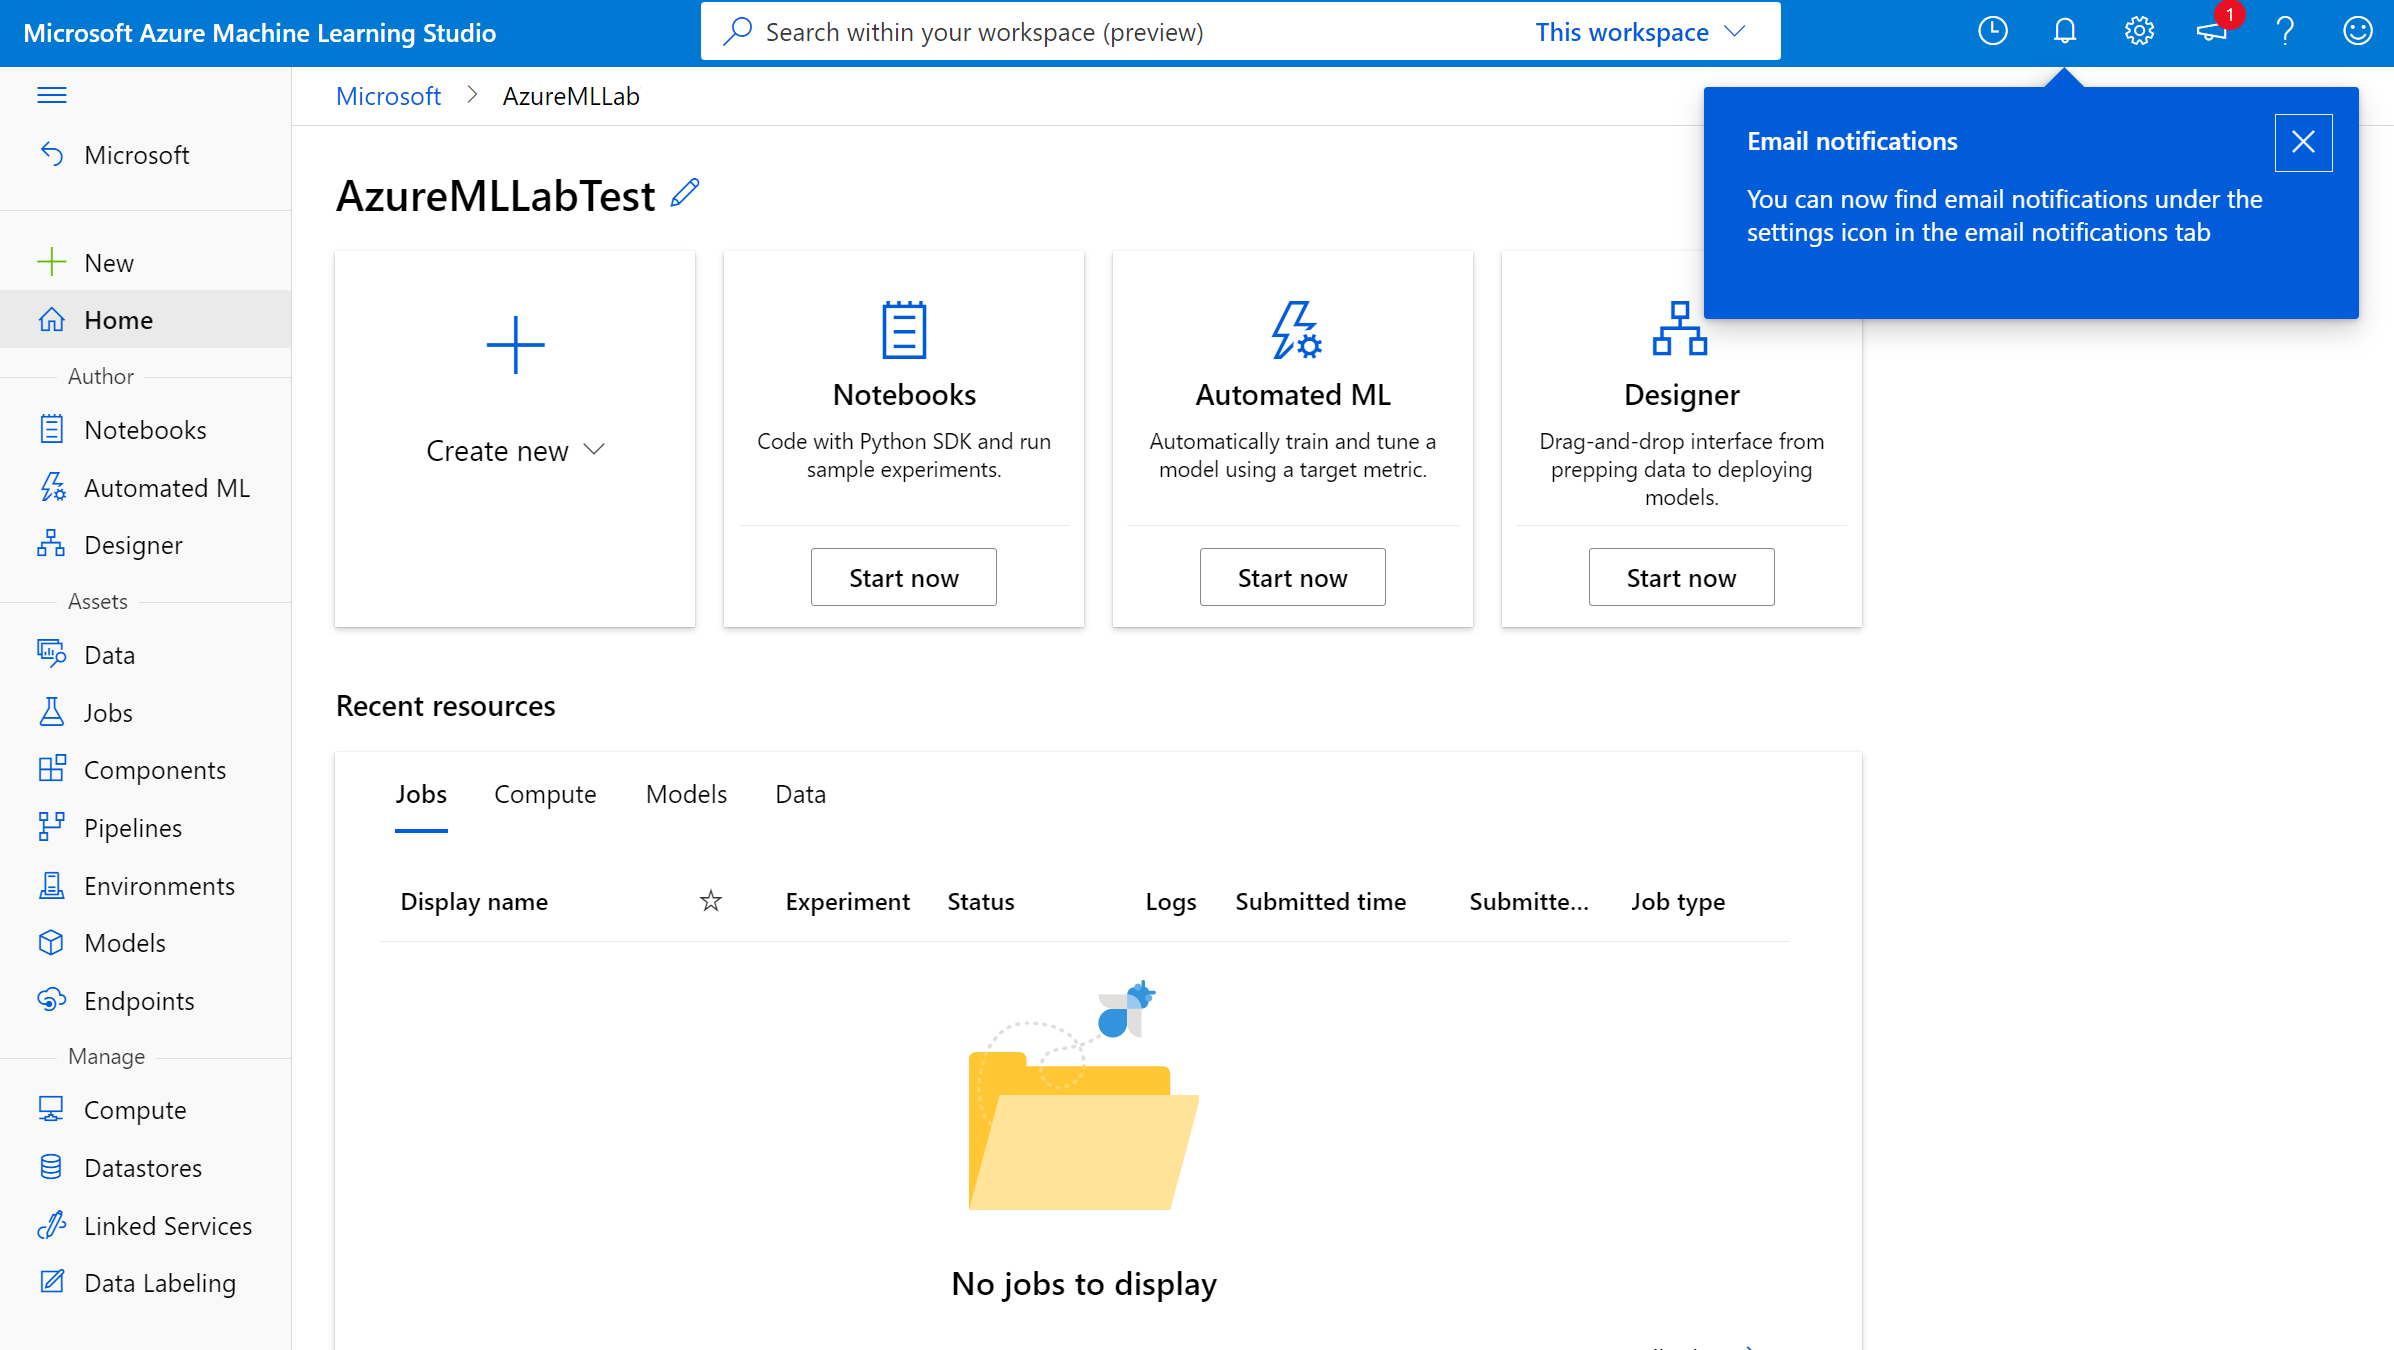 Microsoft Azure Machine Learning Studio
Search within your workspace (preview)
This workspace
1
Microsoft
New
Home
Author
Notebooks
Automated ML
Designer
Assets
Data
Jobs
Components
Pipelines
Environments
Models
Endpoints
Manage
Compute
Datastores
Linked Services
Data Labeling
Microsoft > AzureMLLab
AzureMLLabTest
Email notifications
You can now find email notifications under the
settings icon in the email notifications tab
Create new
Notebooks
Code with Python SDK and run
sample experiments.
Start now
Automated ML
Automatically train and tune a
model using a target metric.
Start now
Designer
Drag-and-drop interface from
prepping data to deploying
models.
Start now
Recent resources
Jobs Compute Models Data
Display name Experiment Status Logs Submitted time Submitte... Job type
No jobs to display